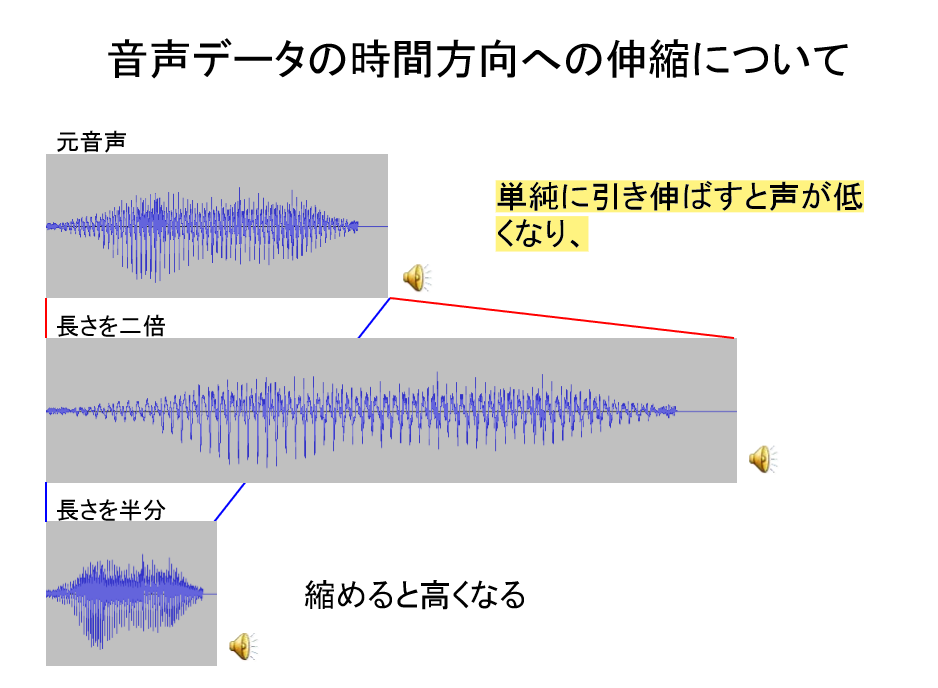 音声データの時間方向への伸縮について
元音声
単純に引き伸ばすと声が低
くなり、
長さを二倍
長さを半分
縮めると高くなる